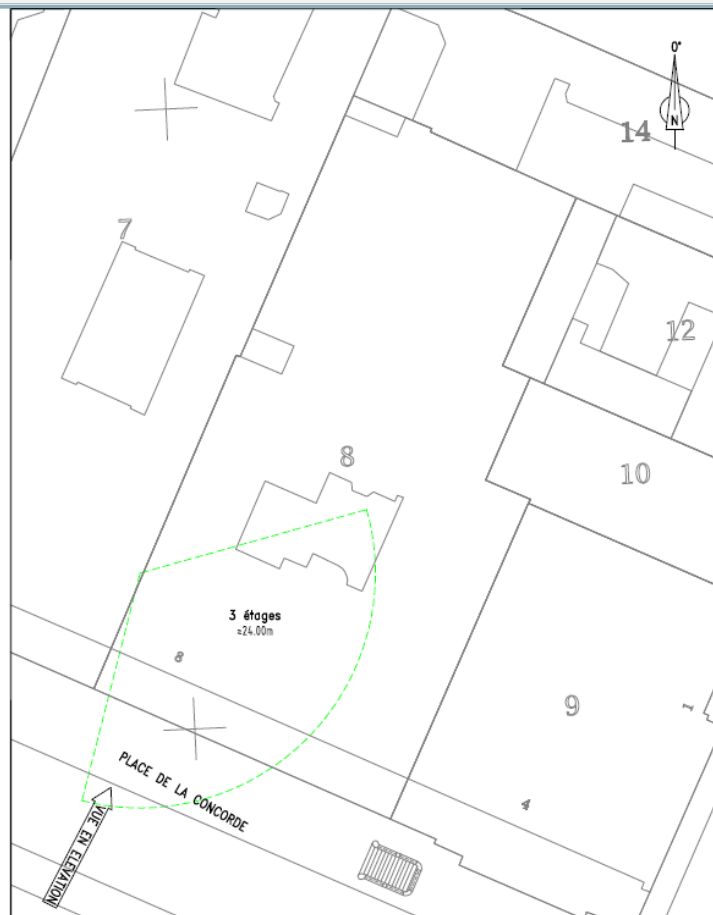 0°
N
14
7
12
8
10
3 étages
≈24.00m
8
9
1
PLACE DE LA CONCORDE
4
VUE EN ELEVATION